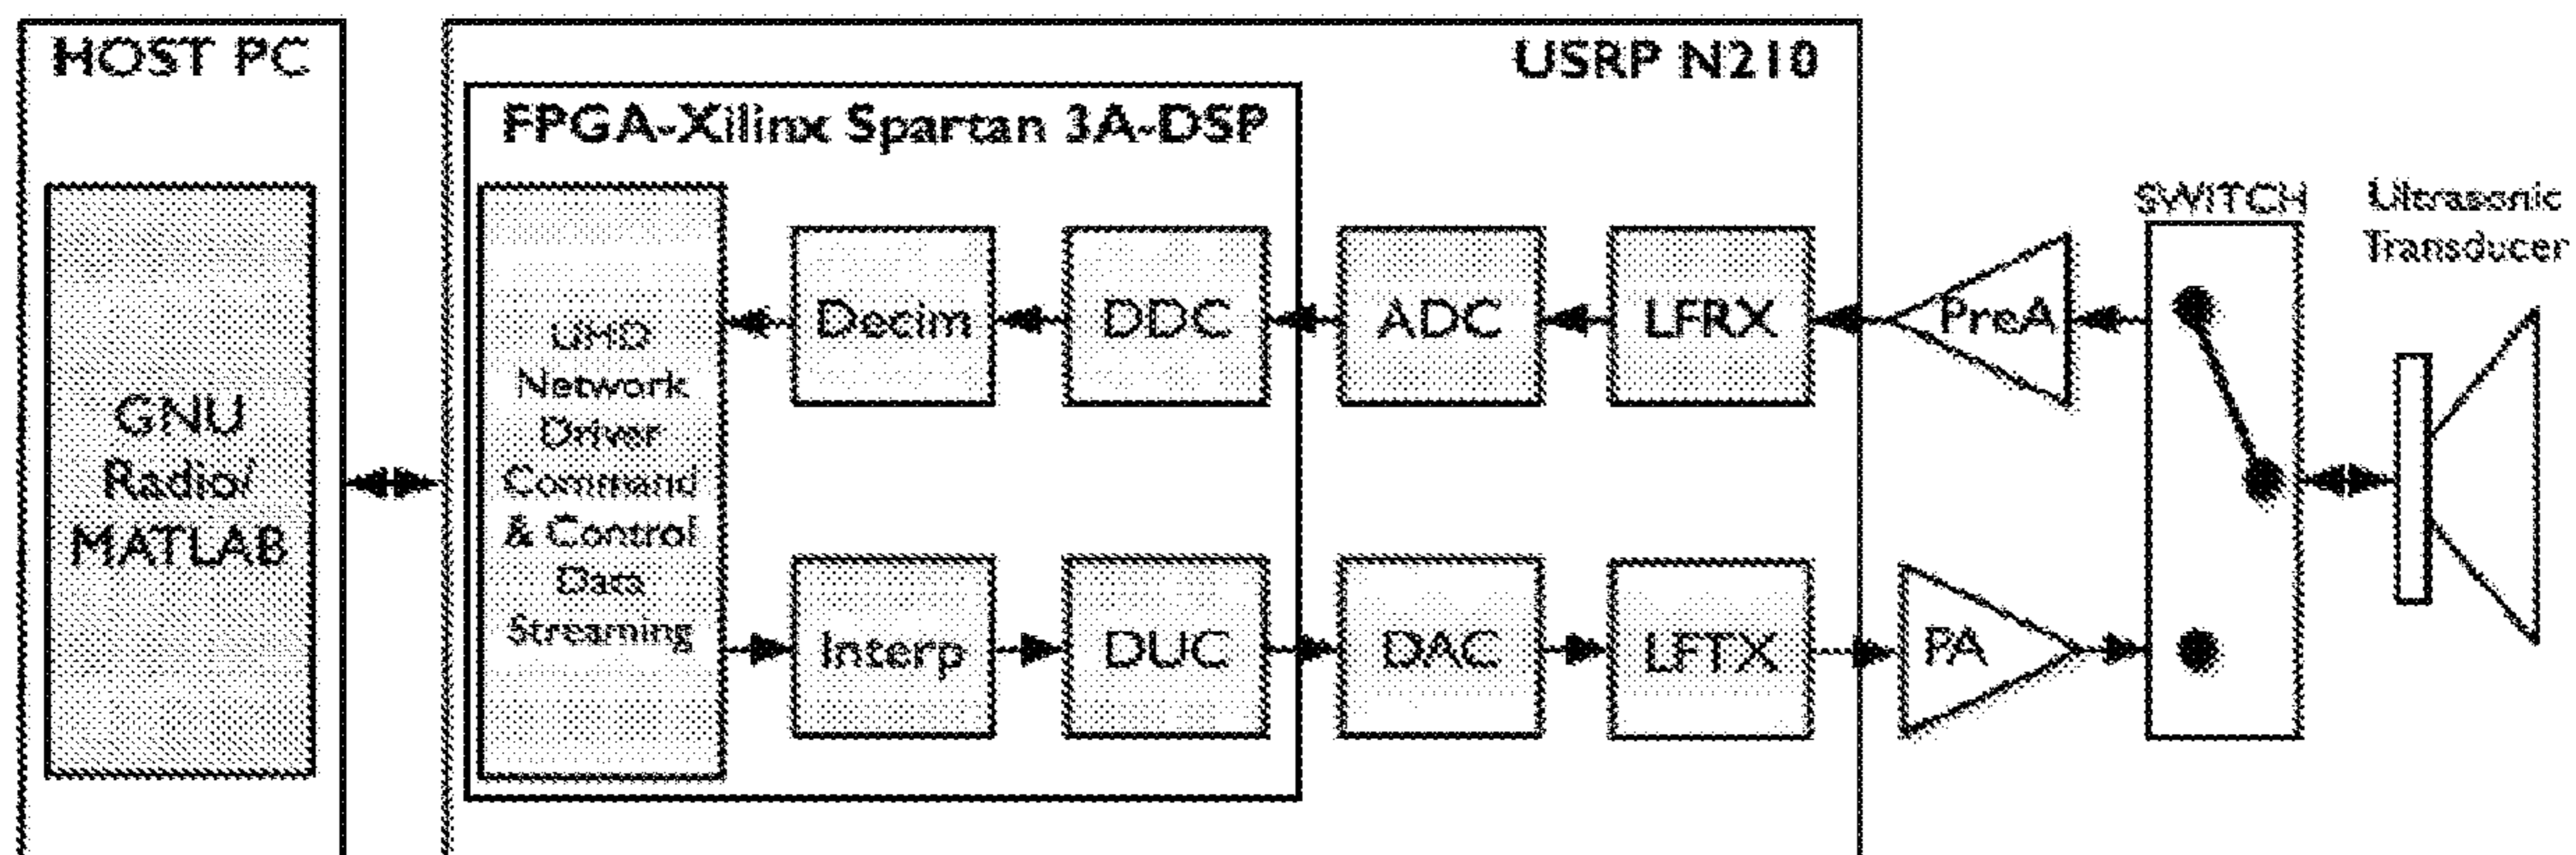 HOST PC
GNU
Radio/
MATLAB
USRP N210
FPGA-Xilinx Spartan 3A-DSP
UHD
Network
Driver
Command
& Control
Data
Streaming
Decim
DDC
ADC
LFRX
PreA
SWITCH
Ultrasonic
Transducer
Interp
DUC
DAC
LFTX
PA